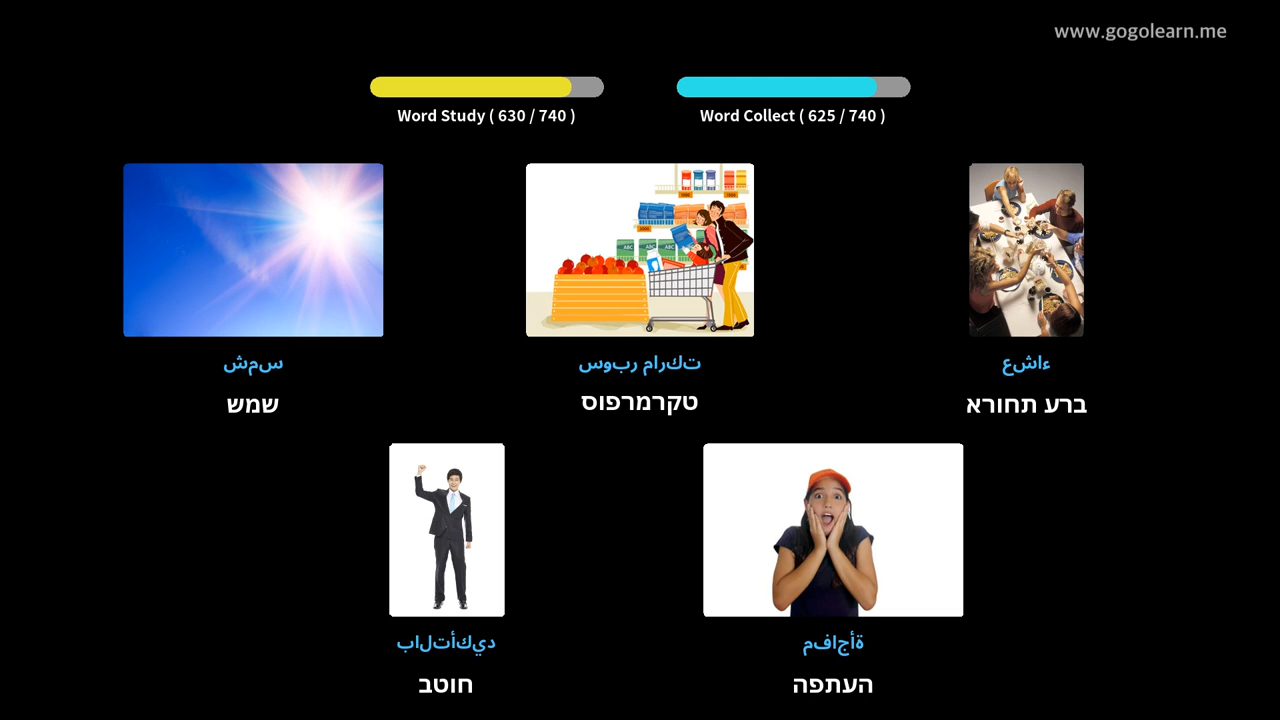 www.gogolearn.me
Word Study ( 630 / 740 )
Word Collect ( 625 / 740 )
سمش
تكرام ربوس
ءاشع
שמש
טקרמרפוס
ברע תחורא
ديكأتلاب
ةأجافم
חוטב
העתפה